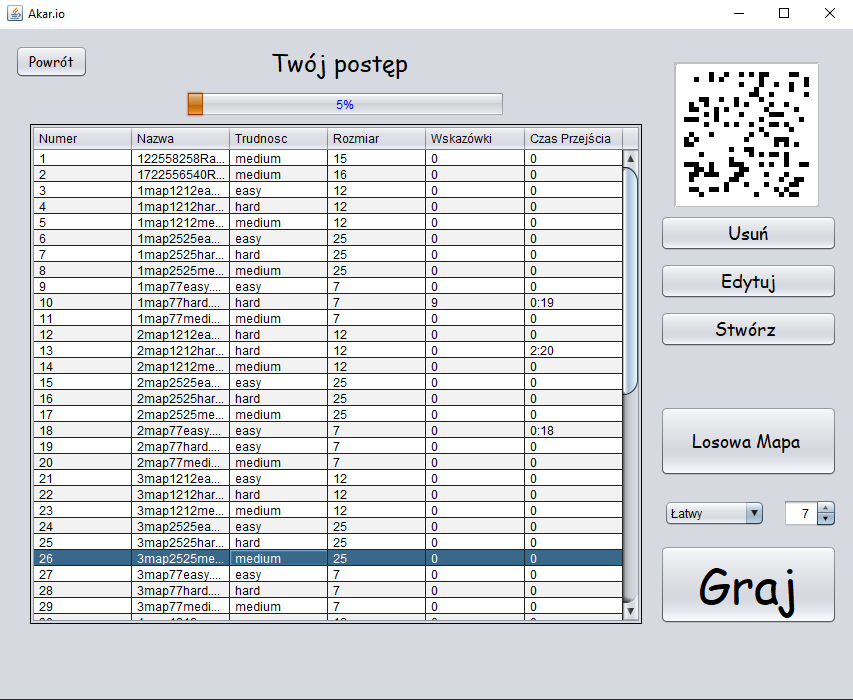 Akar.io
Powrót
Twój postęp
5%
Numer Nazwa Trudnosc Rozmiar Wskazówki Czas Przejścia
1 122558258Ra... medium 15 0 0
2 1722556540R... medium 16 0 0
3 1map1212ea... easy 12 0 0
4 1map1212har... hard 12 0 0
5 1map1212me... medium 12 0 0
6 1map2525ea... easy 25 0 0
7 1map2525har... hard 25 0 0
8 1map2525me... medium 25 0 0
9 1map77easy.... easy 7 0 0
10 1map77hard.... hard 7 9 0:19
11 1map77medi... medium 7 0 0
12 2map1212ea... hard 12 0 0
13 2map1212har... hard 12 0 2:20
14 2map1212me... medium 12 0 0
15 2map2525ea... easy 25 0 0
16 2map2525har... hard 25 0 0
17 2map2525me... medium 25 0 0
18 2map77easy.... easy 7 0 0:18
19 2map77hard.... easy 7 0 0
20 2map77medi... medium 7 0 0
21 3map1212ea... easy 12 0 0
22 3map1212har... hard 12 0 0
23 3map1212me... medium 12 0 0
24 3map2525ea... easy 25 0 0
25 3map2525har... hard 25 0 0
26 3map2525me... medium 25 0 0
27 3map77easy.... easy 7 0 0
28 3map77hard.... hard 7 0 0
29 3map77medi... medium 7 0 0
Usuń
Edytuj
Stwórz
Losowa Mapa
Łatwy 7
Graj